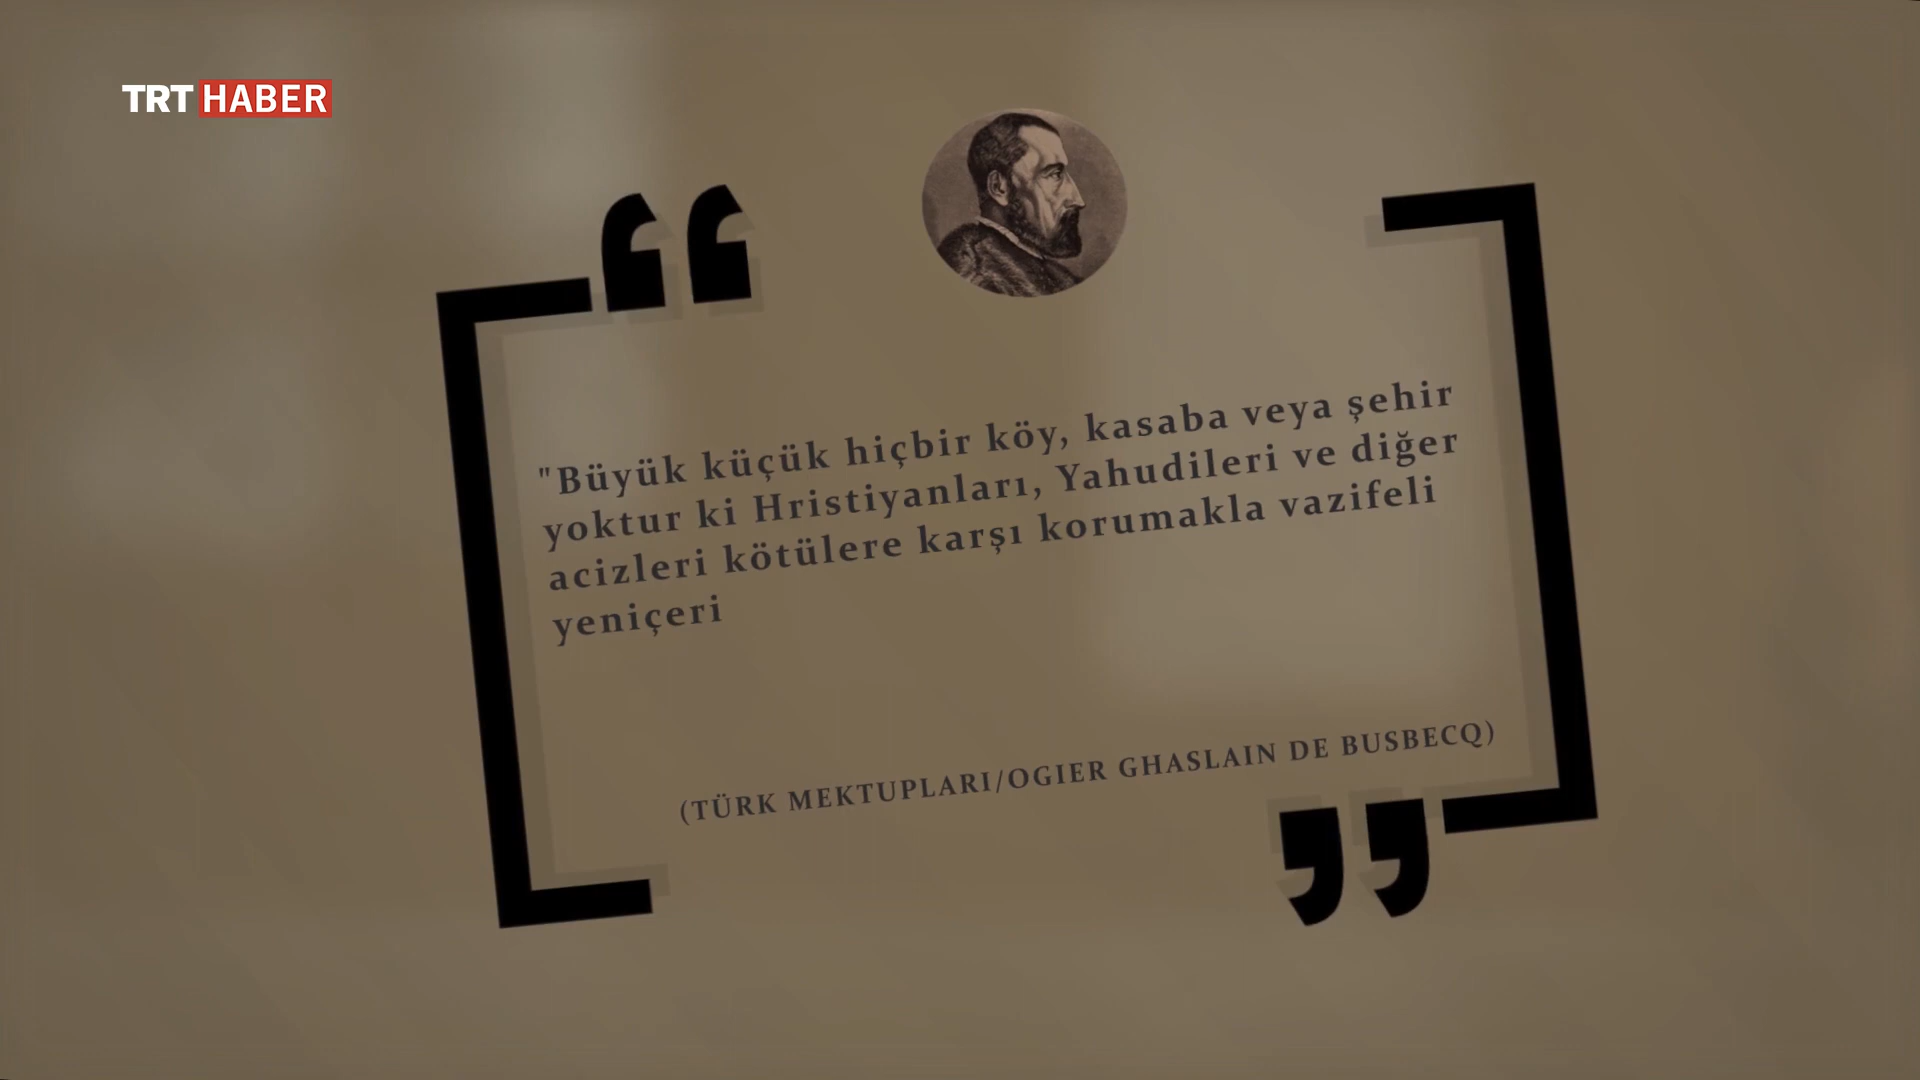 TRT HABER
"Büyük küçük hiçbir köy, kasaba veya şehir
yoktur ki Hristiyanları, Yahudileri ve diğer
acizleri kötülere karşı korumakla vazifeli
yeniçeri
(TÜRK MEKTUPLARI/OGIER GHASLAIN DE BUSBECQ)